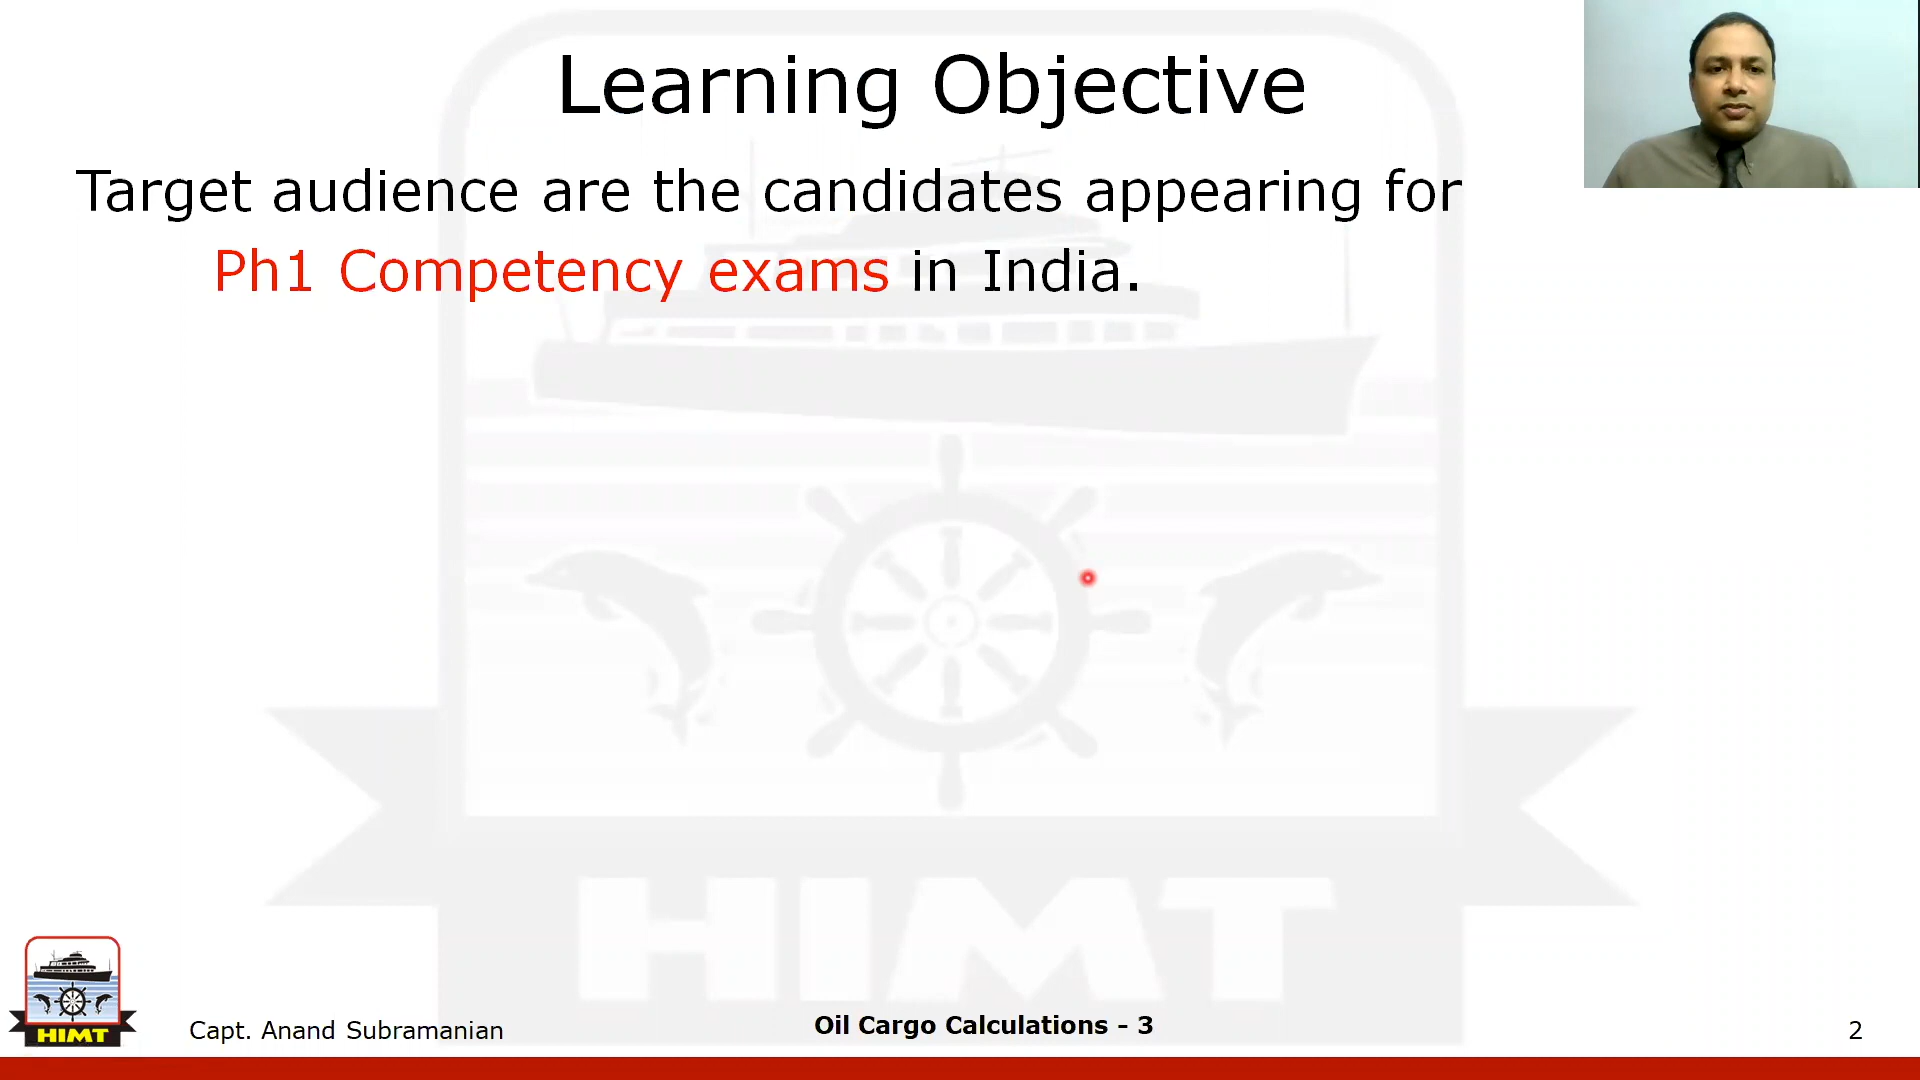 Learning Objective
Target audience are the candidates appearing for
Ph1 Competency exams in India.
HIMT
HIMT
Capt. Anand Subramanian
Oil Cargo Calculations - 3
2